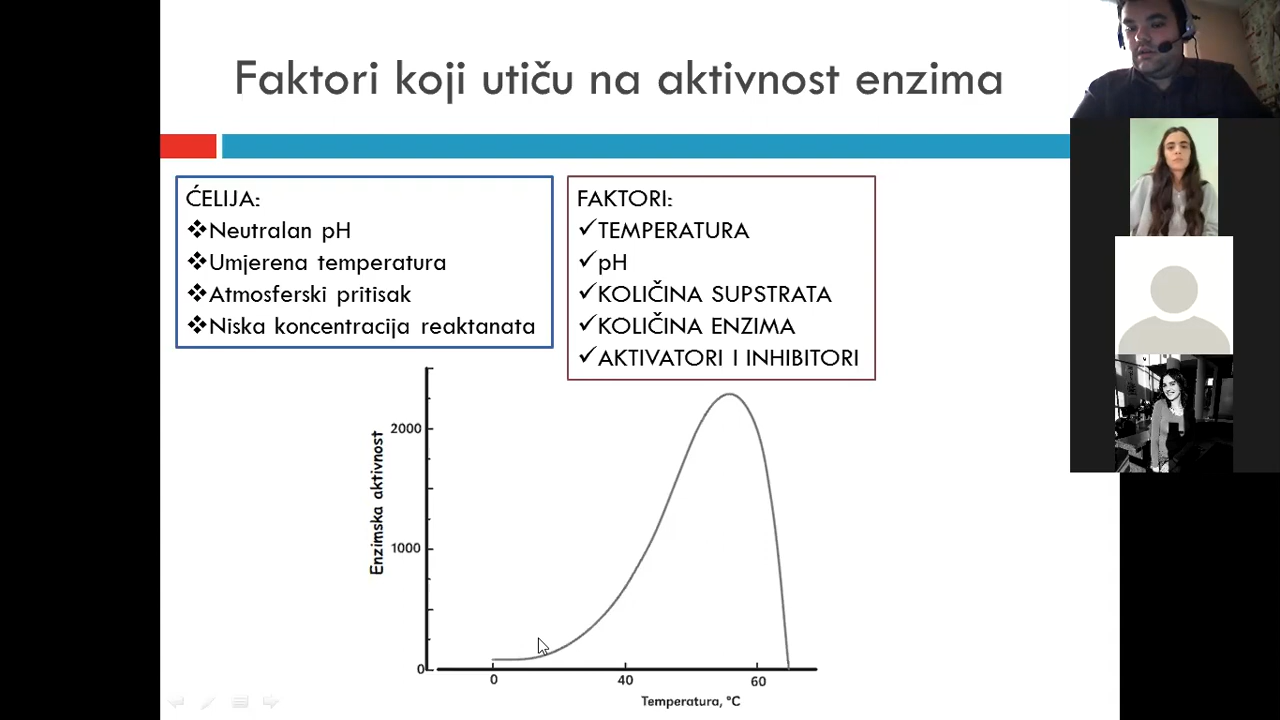 Faktori koji utiču na aktivnost enzima
ĆELIJA:
❖Neutralan pH
❖Umjerena temperatura
❖Atmosferski pritisak
❖Niska koncentracija reaktanata
FAKTORI:
✓TEMPERATURA
✓pH
✓KOLIČINA SUPSTRATA
✓KOLIČINA ENZIMA
✓AKTIVATORI I INHIBITORI
Enzimska aktivnost
2000
1000
0
0 40 60
Temperatura, °C